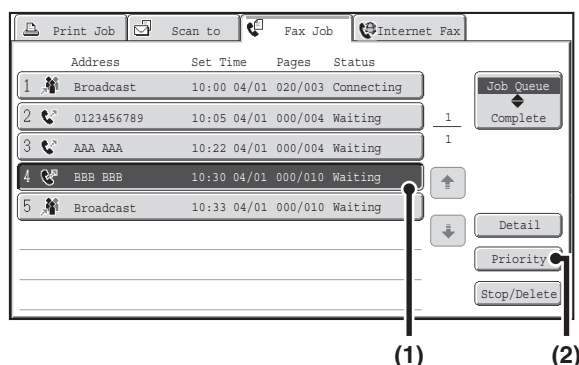 Print Job Scan to Fax Job Internet Fax
Address Set Time Pages Status
1 Broadcast 10:00 04/01 020/003 Connecting
2 0123456789 10:05 04/01 000/004 Waiting
3 AAA AAA 10:22 04/01 000/004 Waiting
4 BBB BBB 10:30 04/01 000/010 Waiting
5 Broadcast 10:33 04/01 000/010 Waiting
1
1
Job Queue
Complete
Detail
Priority
Stop/Delete
(1) (2)